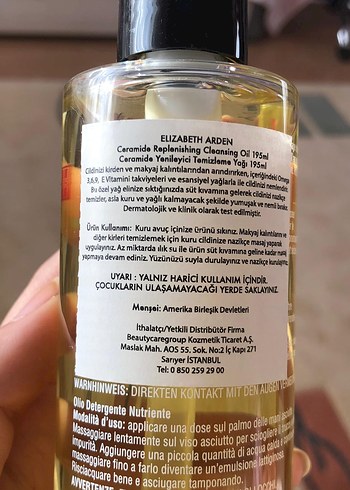 ELIZABETH ARDEN
Ceramide Replenishing Cleansing Oil 195ml
Ceramide Yenileyici Temizleme Yağı 195ml
Cildinizi kirden ve makyaj kalıntılarından arındırırken, içeriğindeki Omega
3,6,9, E Vitamini takviyeleri ve esansiyel yağlarla ile cildinizi nemlendirir.
Bu özel yağ elinize sıktığınızda süt kıvamına gelerek cildinizi nazikçe
temizler, asla kuru ve yağlı kalmayacak şekilde yumuşak ve nemli bırakır.
Dermatolojik ve klinik olarak test edilmiştir.
Ürün Kullanımı: Kuru avuç içinize ürünü sıkınız. Makyaj kalıntılarını ve
diğer kirleri temizlemek için kuru cildinize nazikçe masaj yaparak
uygulayınız. Az miktarda ılık su ile ürün süt kıvamına geline kadar masaj
yapmaya devam ediniz. Yüzünüzü suyla durulayınız ve nazikçe kurulayınız.
UYARI : YALNIZ HARİCİ KULLANIM İÇİNDİR.
ÇOCUKLARIN ULAŞAMAYACAĞI YERDE SAKLAYINIZ.
Menşei: Amerika Birleşik Devletleri
İthalatçı/Yetkili Distribütör Firma
Beautycaregroup Kozmetik Ticaret A.Ş.
Maslak Mah. AOS 55. Sok. No:2 İç Kapı 271
Sarıyer İSTANBUL
Tel: 0 850 259 29 00
WARNHINWEIS: DIREKTEN KONTAKT MIT DEN AUGEN
Olio Detergente Nutriente
Modalità d'uso: applicare una dose sul palmo delle mani asciutte
Massaggiare lentamente sul viso asciutto per sciogliere
impurità. Aggiungere una piccola quantità di acqua calda e
massaggiare fino a farlo diventare un'emulsione lattiginosa.
Risciacquare bene e asciugare tamponando.
AVVERTENZE